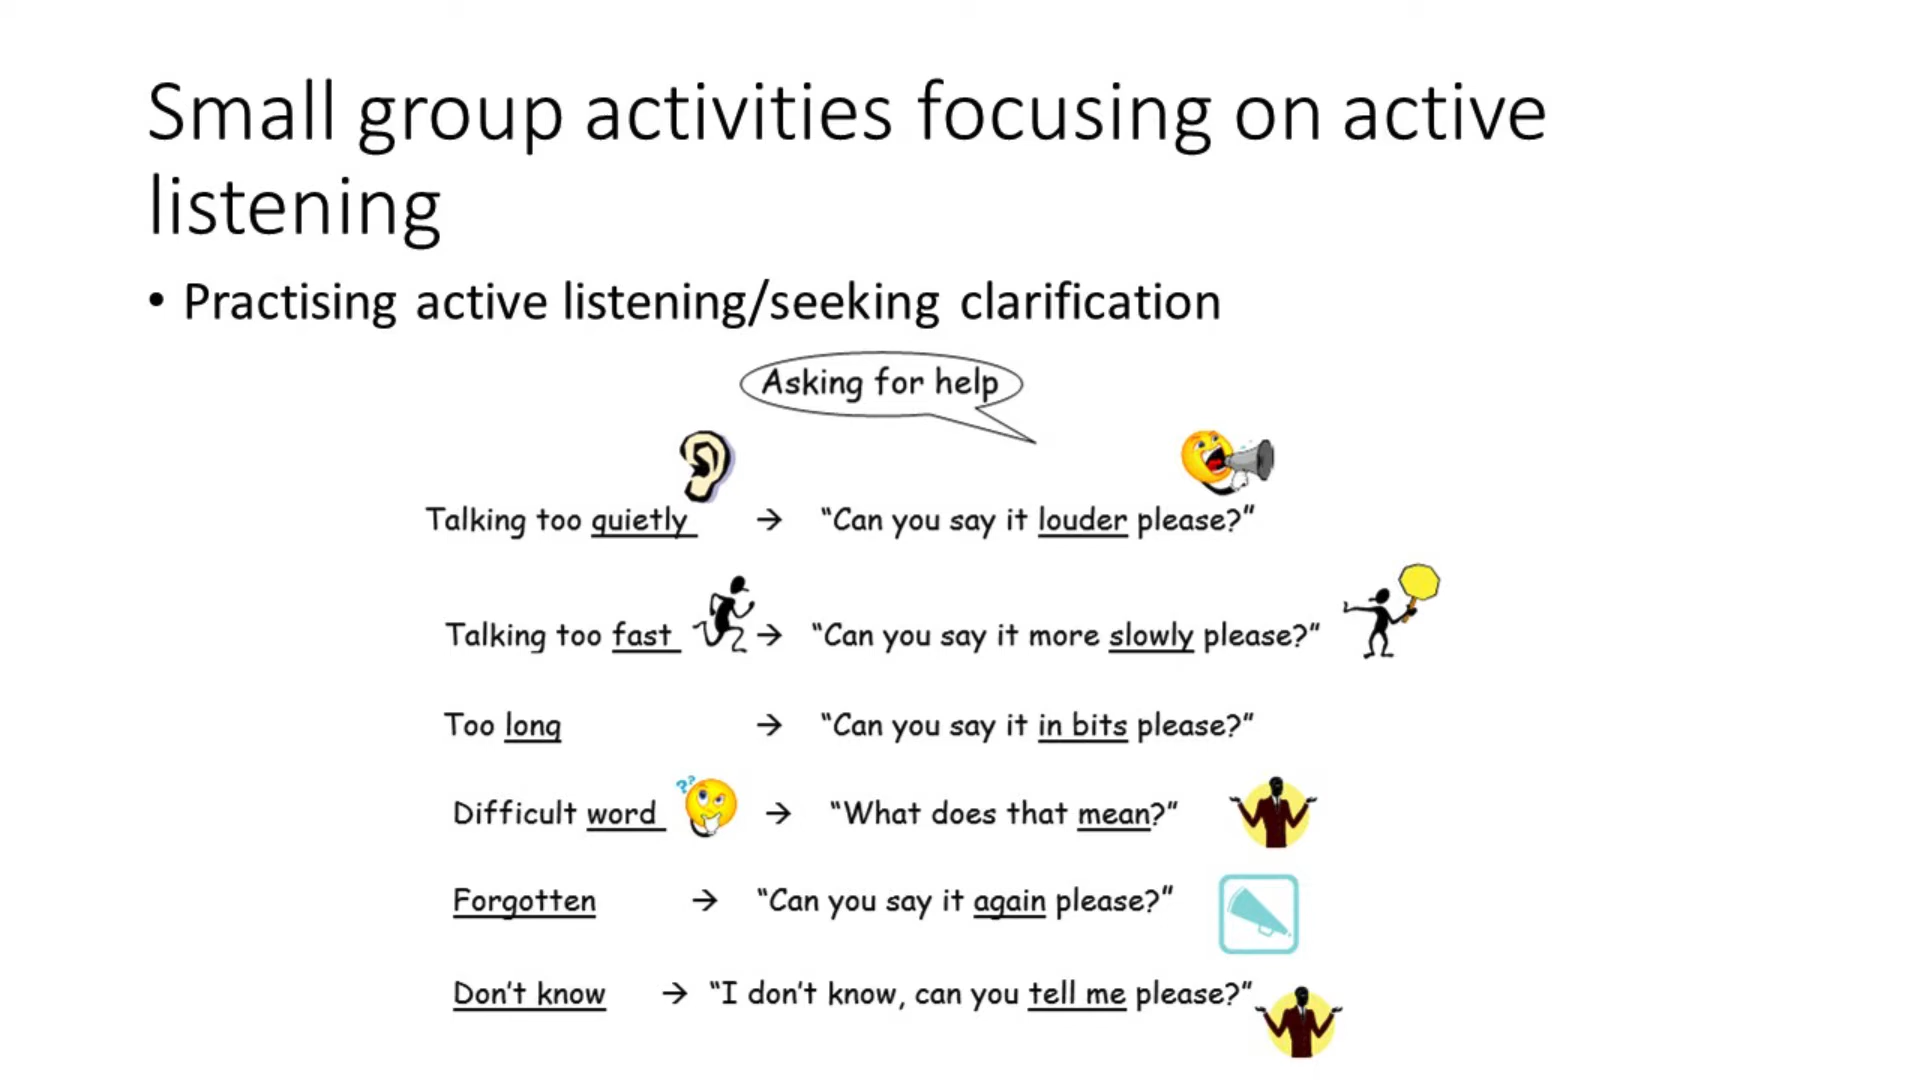 Small group activities focusing on active
listening
• Practising active listening/seeking clarification
Asking for help
Talking too quietly → “Can you say it louder please?”
Talking too fast → “Can you say it more slowly please?”
Too long → “Can you say it in bits please?”
??
Difficult word → “What does that mean?”
Forgotten → “Can you say it again please?”
Don’t know → “I don’t know, can you tell me please?”